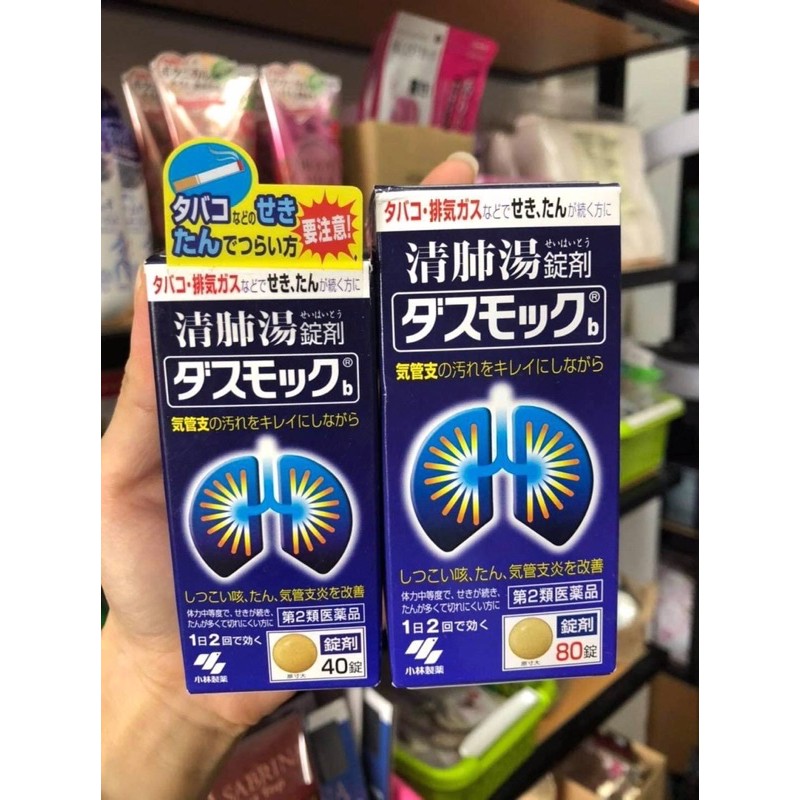 タバコなどのせき
たんでつらい方
要注意!
タバコ・排気ガスなどでせき、たんが続く方に
せいはいとう
清肺湯錠剤
ダスモック®b
気管支の汚れをキレイにしながら
しつこい咳、たん、気管支炎を改善
体力中等度で、せきが続き、
たんが多くて切れにくい方に
第2類医薬品
1日2回で効く
錠剤
40錠
原寸大
小林製薬
タバコ・排気ガスなどでせき、たんが続く方に
せいはいとう
清肺湯錠剤
ダスモック®b
気管支の汚れをキレイにしながら
しつこい咳、たん、気管支炎を改善
体力中等度で、せきが続き、
たんが多くて切れにくい方に
第2類医薬品
1日2回で効く
錠剤
80錠
原寸大
小林製薬
SABRIN